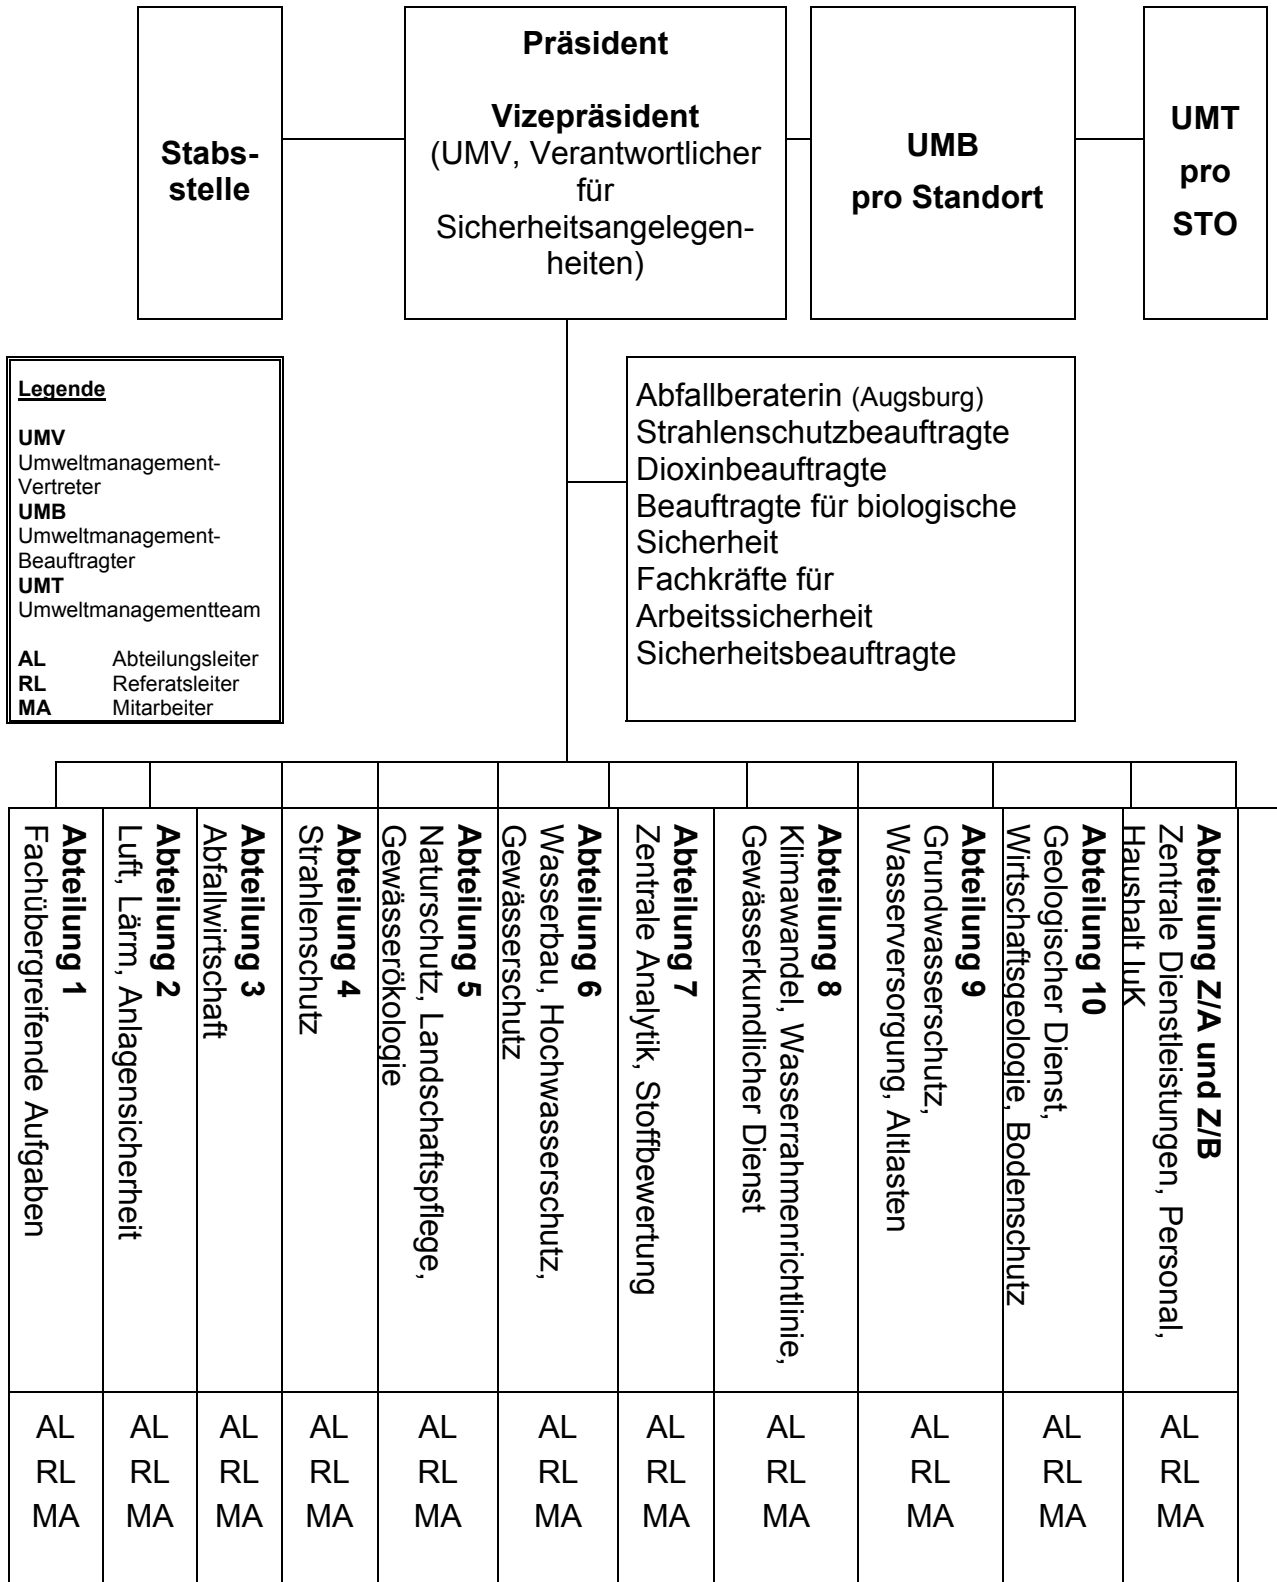 Stabs-
stelle
Präsident
Vizepräsident
(UMV, Verantwortlicher
für
Sicherheitsangelegen-
heiten)
UMB
pro Standort
UMT
pro
STO
Legende
UMV
Umweltmanagement-
Vertreter
UMB
Umweltmanagement-
Beauftragter
UMT
Umweltmanagementteam
AL Abteilungsleiter
RL Referatsleiter
MA Mitarbeiter
Abfallberaterin (Augsburg)
Strahlenschutzbeauftragte
Dioxinbeauftragte
Beauftragte für biologische
Sicherheit
Fachkräfte für
Arbeitssicherheit
Sicherheitsbeauftragte
Abteilung 1
Fachübergreifende Aufgaben
Abteilung 2
Luft, Lärm, Anlagensicherheit
Abteilung 3
Abfallwirtschaft
Abteilung 4
Strahlenschutz
Abteilung 5
Naturschutz, Landschaftspflege,
Gewässerökologie
Abteilung 6
Wasserbau, Hochwasserschutz,
Gewässerschutz
Abteilung 7
Zentrale Analytik, Stoffbewertung
Abteilung 8
Klimawandel, Wasserrahmenrichtlinie,
Gewässerkundlicher Dienst
Abteilung 9
Grundwasserschutz,
Wasserversorgung, Altlasten
Abteilung 10
Geologischer Dienst,
Wirtschaftsgeologie, Bodenschutz
Abteilung Z/A und Z/B
Zentrale Dienstleistungen, Personal,
Haushalt IuK
AL AL AL AL AL AL AL AL AL AL AL
RL RL RL RL RL RL RL RL RL RL RL
MA MA MA MA MA MA MA MA MA MA MA